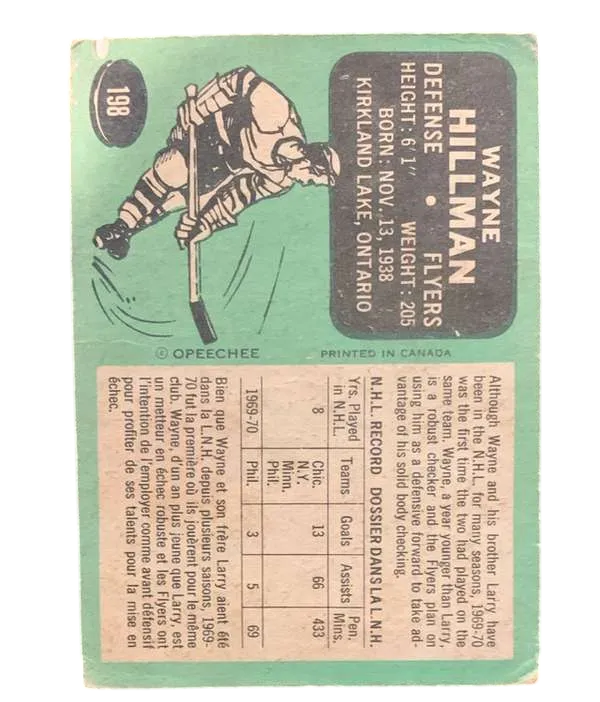 198
WAYNE
HILLMAN
DEFENSE • FLYERS
HEIGHT: 6'1" WEIGHT: 205
BORN: NOV. 13, 1938
KIRKLAND LAKE, ONTARIO
© OPEECHEE PRINTED IN CANADA
Although Wayne and his brother Larry have
been in the N.H.L. for many seasons, 1969-70
was the first time the two had played on the
same team. Wayne, a year younger than Larry,
is a robust checker and the Flyers plan on
using him as a defensive forward to take ad-
vantage of his solid body checking.
N.H.L. RECORD DOSSIER DANS LA L.N.H.
Yrs. Played in N.H.L. Teams Goals Assists Pen. Mins.
8 Chic. 13 66 433
N.Y.
Minn.
Phil.
1969-70 Phil. 3 5 69
Bien que Wayne et son frère Larry aient été
dans la L.N.H. depuis plusieurs saisons, 1969-
70 fut la première où ils jouèrent pour le même
club. Wayne, d'un an plus jeune que Larry, est
un metteur en échec robuste et les Flyers ont
l'intention de l'employer comme avant défensif
pour profiter de ses talents pour la mise en
échec.